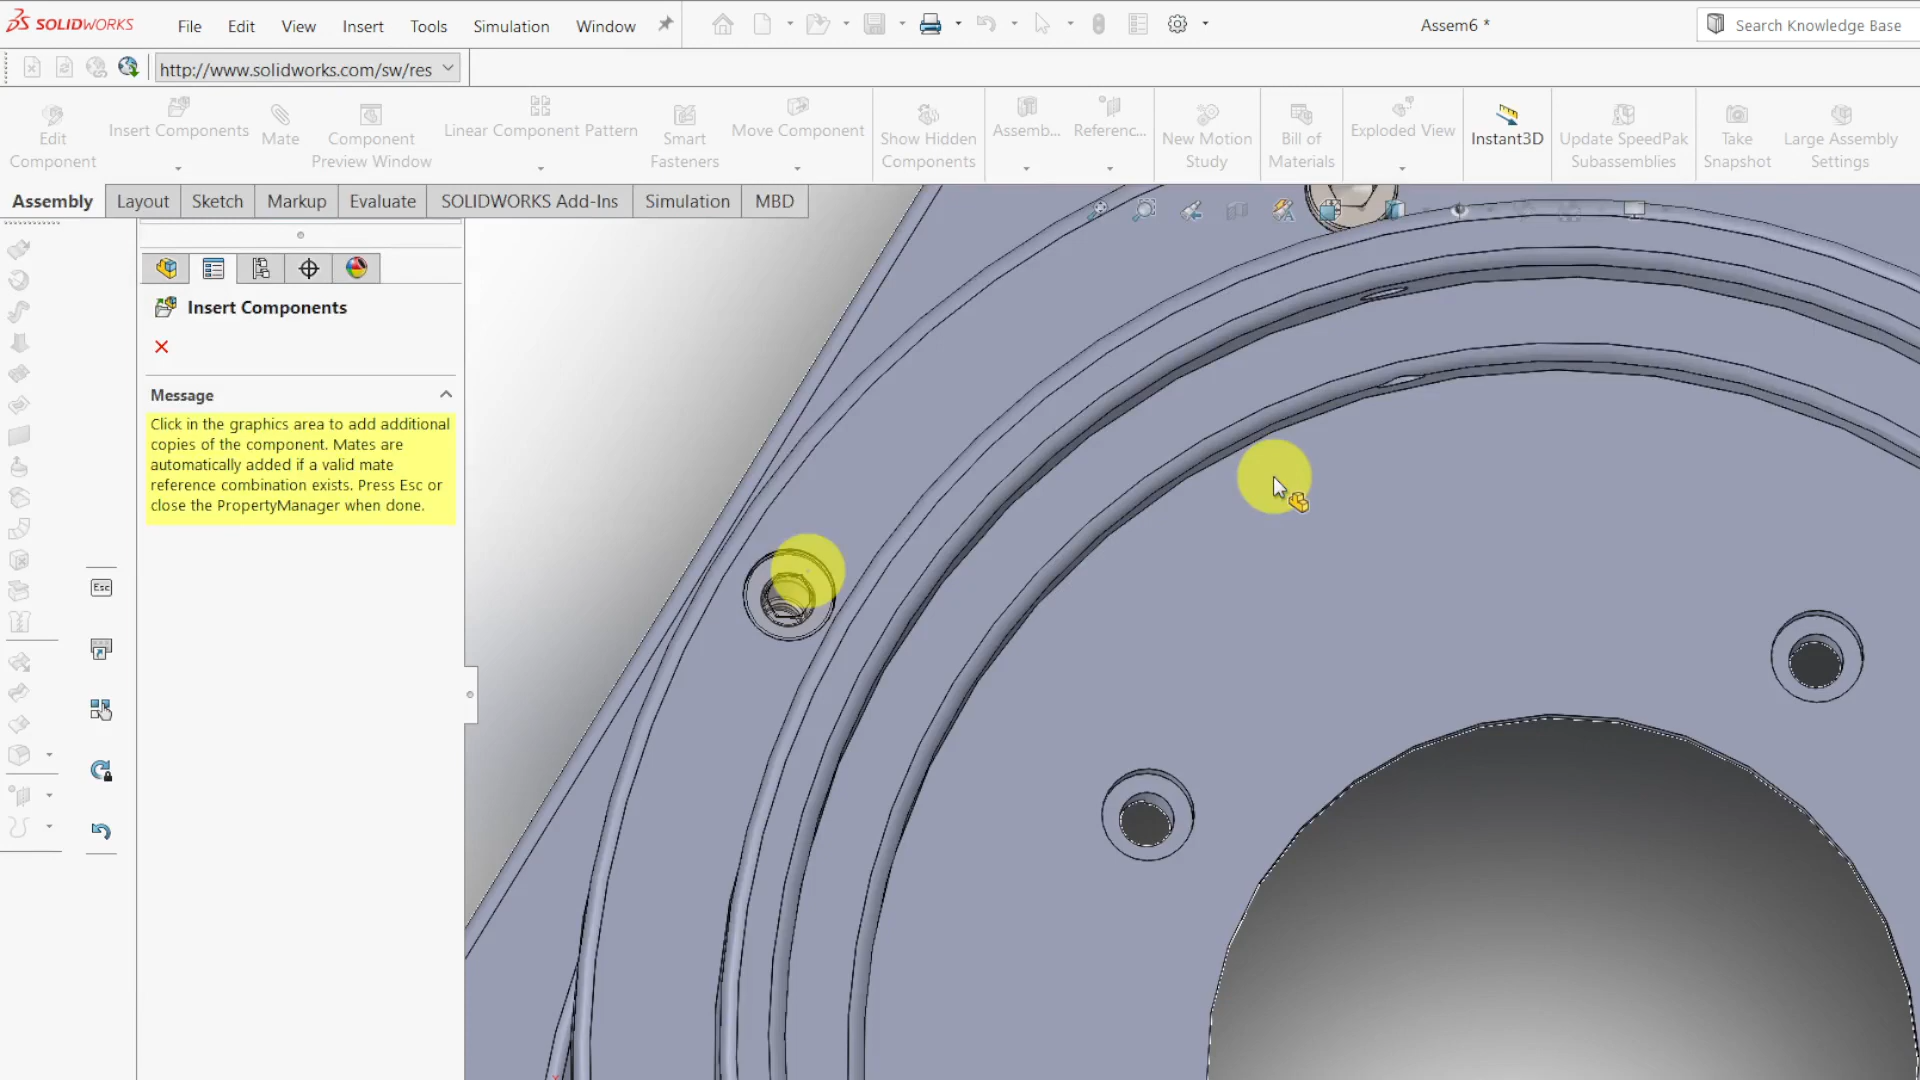 SOLIDWORKS File Edit View Insert Tools Simulation Window Assem6 * Search Knowledge Base
http://www.solidworks.com/sw/res
Edit
Component
Insert Components
Mate
Component
Preview Window
Linear Component Pattern
Smart
Fasteners
Move Component
Show Hidden
Components
Assemb...
Referenc...
New Motion
Study
Bill of
Materials
Exploded View
Instant3D
Update SpeedPak
Subassemblies
Take
Snapshot
Large Assembly
Settings
Assembly Layout Sketch Markup Evaluate SOLIDWORKS Add-Ins Simulation MBD
Insert Components
Message
Click in the graphics area to add additional
copies of the component. Mates are
automatically added if a valid mate
reference combination exists. Press Esc or
close the PropertyManager when done.
Esc